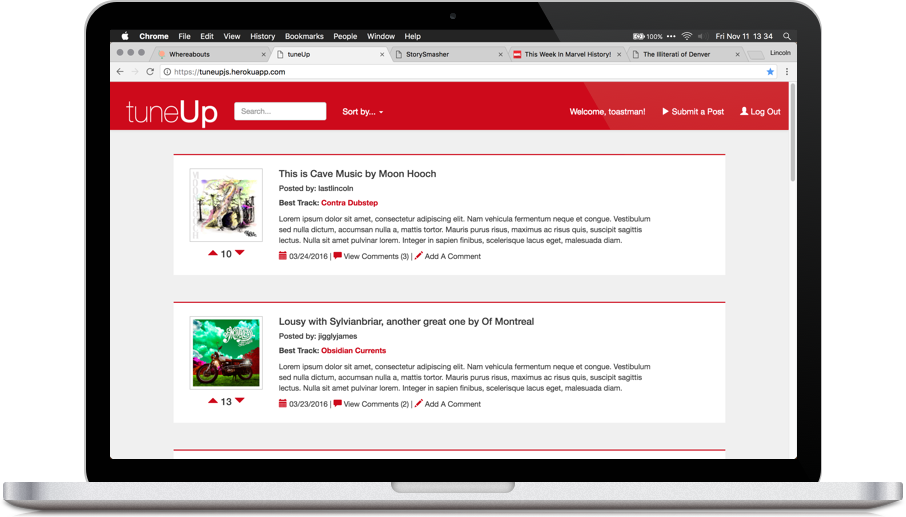 Chrome File Edit View History Bookmarks People Window Help 100% Fri Nov 11 13 34
Whereabouts tuneUp StorySmasher This Week in Marvel History! The Illiterati of Denver Lincoln
https://tuneupjs.herokuapp.com
tuneUp Search... Sort by... Welcome, toastman! Submit a Post Log Out
This is Cave Music by Moon Hooch
Posted by: lastlincoln
Best Track: Contra Dubstep
Lorem ipsum dolor sit amet, consectetur adipiscing elit. Nam vehicula fermentum neque et congue. Vestibulum
sed nulla dictum, accumsan nulla a, mattis tortor. Mauris purus risus, maximus ac risus quis, suscipit sagittis
lectus. Nulla sit amet pulvinar lorem. Integer in sapien finibus, scelerisque lacus eget, malesuada diam.
10
03/24/2016 | View Comments (3) | Add A Comment
Lousy with Sylvianbriar, another great one by Of Montreal
Posted by: jigglyjames
Best Track: Obsidian Currents
Lorem ipsum dolor sit amet, consectetur adipiscing elit. Nam vehicula fermentum neque et congue. Vestibulum
sed nulla dictum, accumsan nulla a, mattis tortor. Mauris purus risus, maximus ac risus quis, suscipit sagittis
lectus. Nulla sit amet pulvinar lorem. Integer in sapien finibus, scelerisque lacus eget, malesuada diam.
13
03/23/2016 | View Comments (2) | Add A Comment